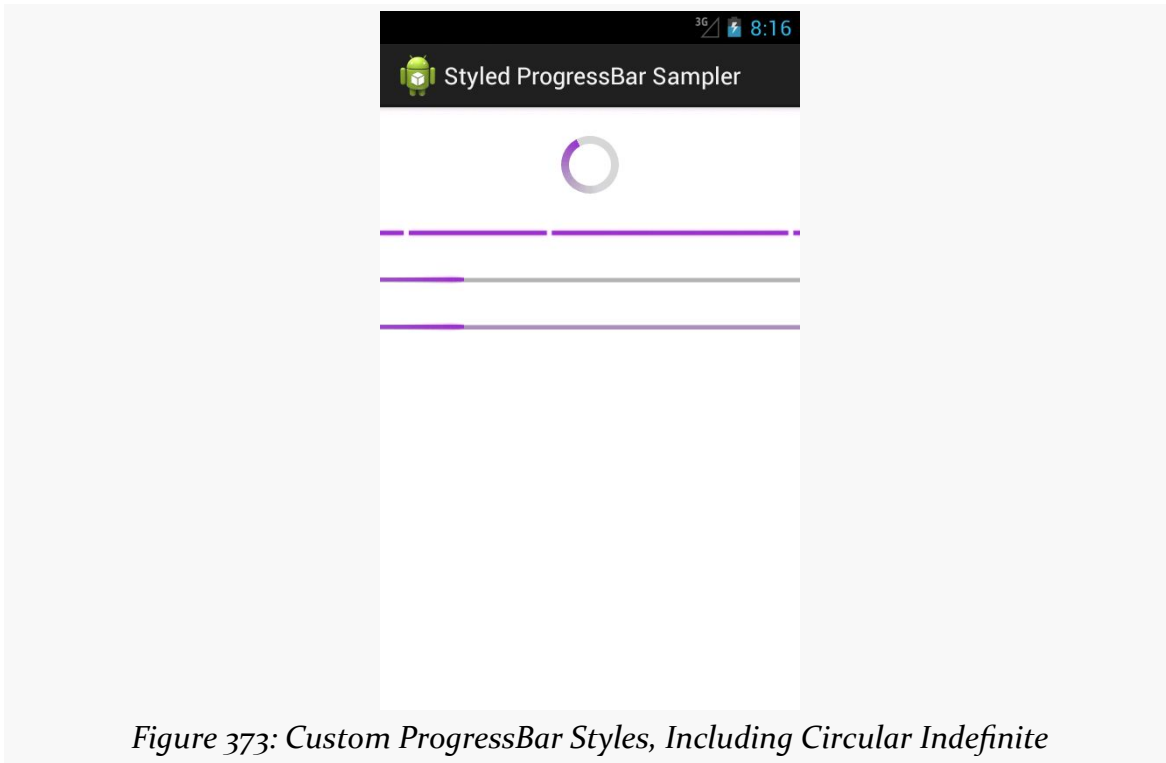 3G 8:16
Styled ProgressBar Sampler
Figure 373: Custom ProgressBar Styles, Including Circular Indefinite